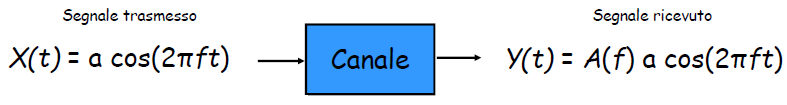 Segnale trasmesso
X(t) = a cos(2πft)
Canale
Segnale ricevuto
Y(t) = A(f) a cos(2πft)